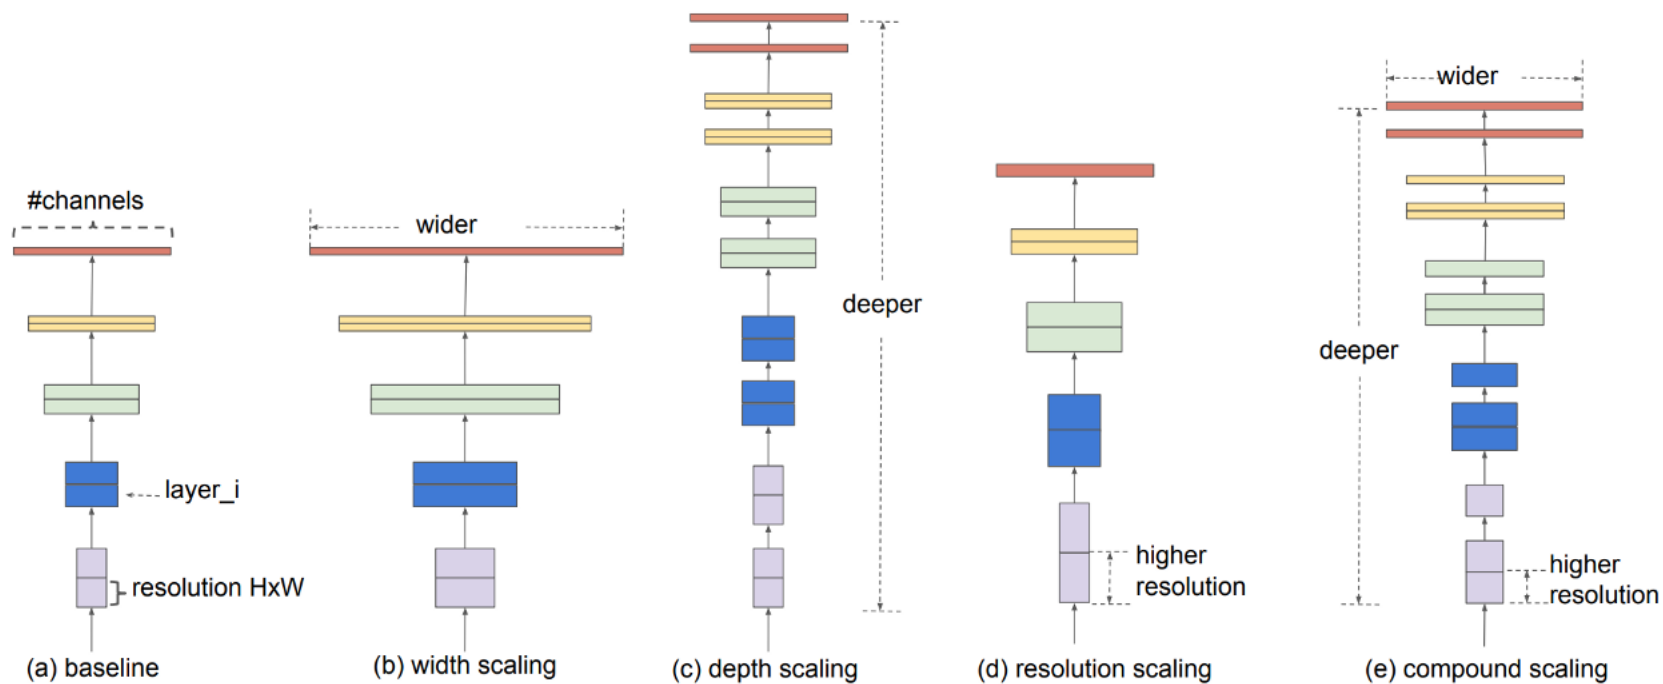 #channels
layer_i
resolution HxW
(a) baseline
wider
(b) width scaling
deeper
(c) depth scaling
higher
resolution
(d) resolution scaling
wider
deeper
higher
resolution
(e) compound scaling